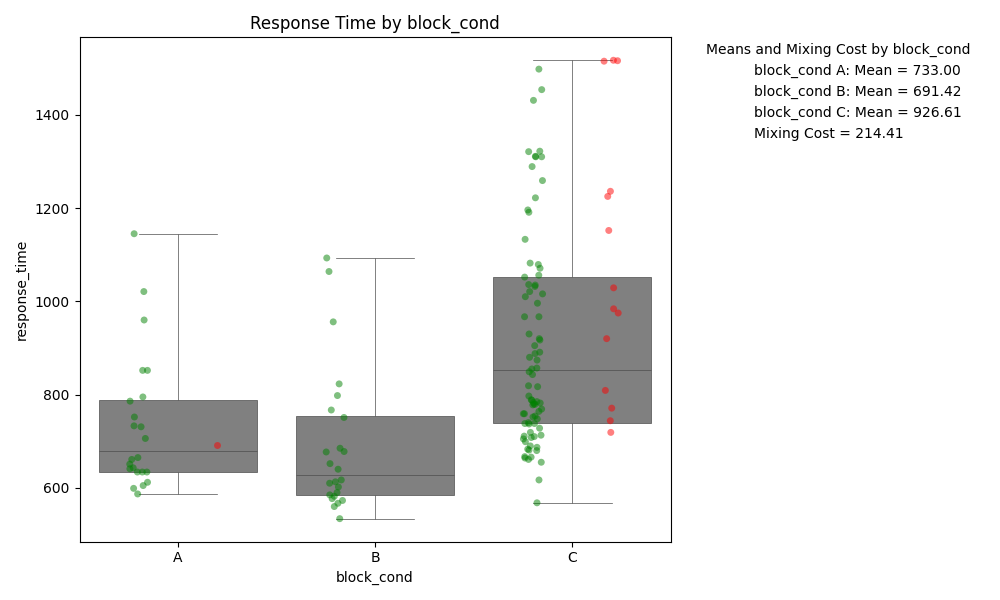 Response Time by block_cond
Means and Mixing Cost by block_cond
block_cond A: Mean = 733.00
block_cond B: Mean = 691.42
block_cond C: Mean = 926.61
Mixing Cost = 214.41
response_time
1400
1200
1000
800
600
A
B
C
block_cond